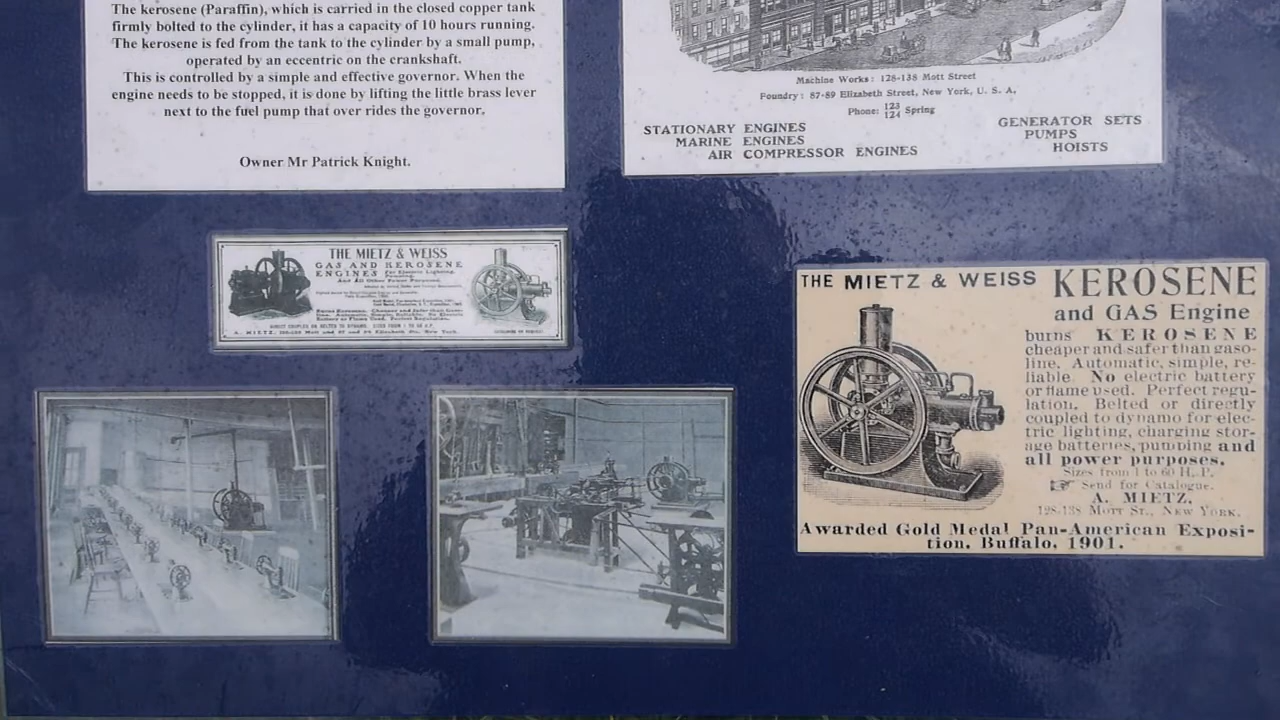 The kerosene (Paraffin), which is carried in the closed copper tank
firmly bolted to the cylinder, it has a capacity of 10 hours running.
The kerosene is fed from the tank to the cylinder by a small pump,
operated by an eccentric on the crankshaft.
This is controlled by a simple and effective governor. When the
engine needs to be stopped, it is done by lifting the little brass lever
next to the fuel pump that over rides the governor.
Owner Mr Patrick Knight.
Machine Works: 128-138 Mott Street
Foundry: 87-89 Elizabeth Street, New York, U. S. A.
Phone: 123 124 Spring
STATIONARY ENGINES
MARINE ENGINES
AIR COMPRESSOR ENGINES
GENERATOR SETS
PUMPS
HOISTS
THE MIETZ & WEISS
GAS AND KEROSENE
ENGINES For Electric Lighting,
Pumping,
And All Other Power Purposes.
THE MIETZ & WEISS KEROSENE
and GAS Engine
burns KEROSENE
cheaper and safer than gaso-
line. Automatic, simple, re-
liable. No electric battery
or flame used. Perfect regu-
lation. Belted or directly
coupled to dynamo for elec-
tric lighting, charging stor-
age batteries, pumping and
all power purposes.
Sizes from 1 to 60 H. P.
Send for Catalogue.
A. MIETZ,
128-138 MOTT ST., NEW YORK.
Awarded Gold Medal Pan-American Exposi-
tion, Buffalo, 1901.